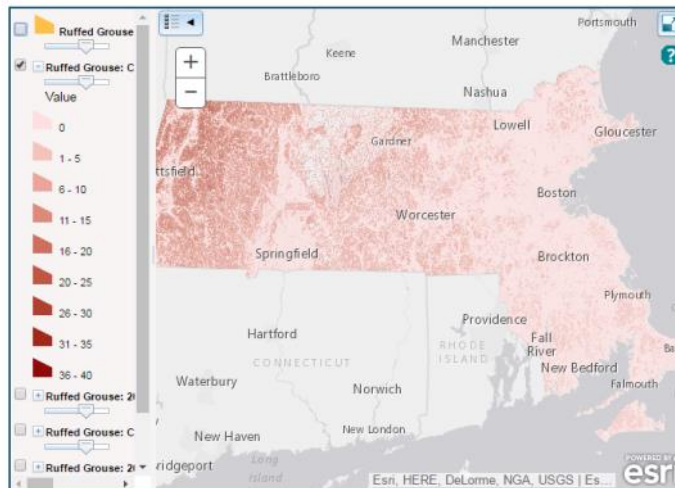 Ruffed Grouse
Ruffed Grouse: C
Value
0
1 - 5
6 - 10
11 - 15
16 - 20
20 - 25
26 - 30
31 - 35
36 - 40
Ruffed Grouse: 2
Ruffed Grouse: C
Ruffed Grouse: 20
+
−
?
Portsmouth
Manchester
Keene
Brattleboro
Nashua
Lowell
Gloucester
Gardner
ttsfield
Boston
Worcester
Springfield
Brockton
Plymouth
Hartford
Providence
CONNECTICUT
RHODE
ISLAND
Fall
River
Ba
New Bedford
Falmouth
Waterbury
Norwich
New Haven
New London
ridgeport
Long
Island
POWERED BY
esri
Esri, HERE, DeLorme, NGA, USGS | Es...